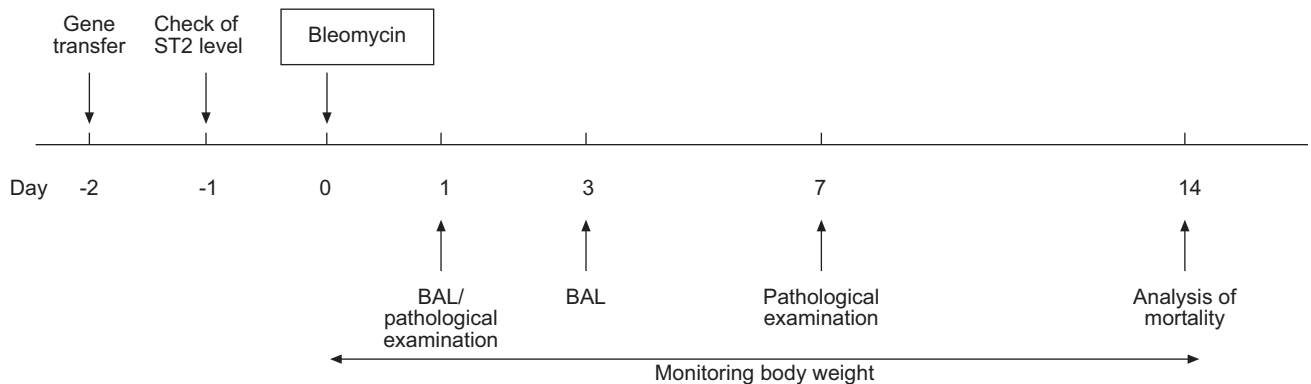 Gene
transfer
Check of
ST2 level
Bleomycin
Day -2 -1 0 1 3 7 14
BAL/
pathological
examination
BAL
Pathological
examination
Analysis of
mortality
Monitoring body weight